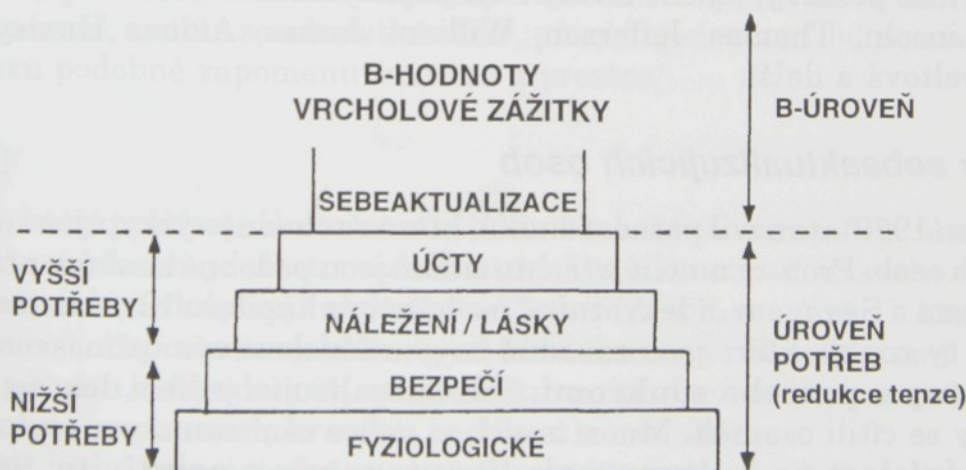 B-HODNOTY
VRCHOLOVÉ ZÁŽITKY
B-ÚROVEŇ
SEBEAKTUALIZACE
VYŠŠÍ
POTŘEBY
ÚCTY
NÁLEŽENÍ / LÁSKY
ÚROVEŇ
POTŘEB
(redukce tenze)
NIŽŠÍ
POTŘEBY
BEZPEČÍ
FYZIOLOGICKÉ